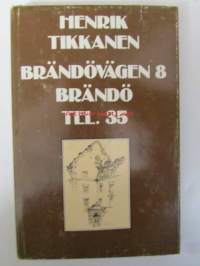 HENRIK
TIKKANEN
BRÄNDÖVÄGEN 8
BRÄNDÖ
TEL. 35